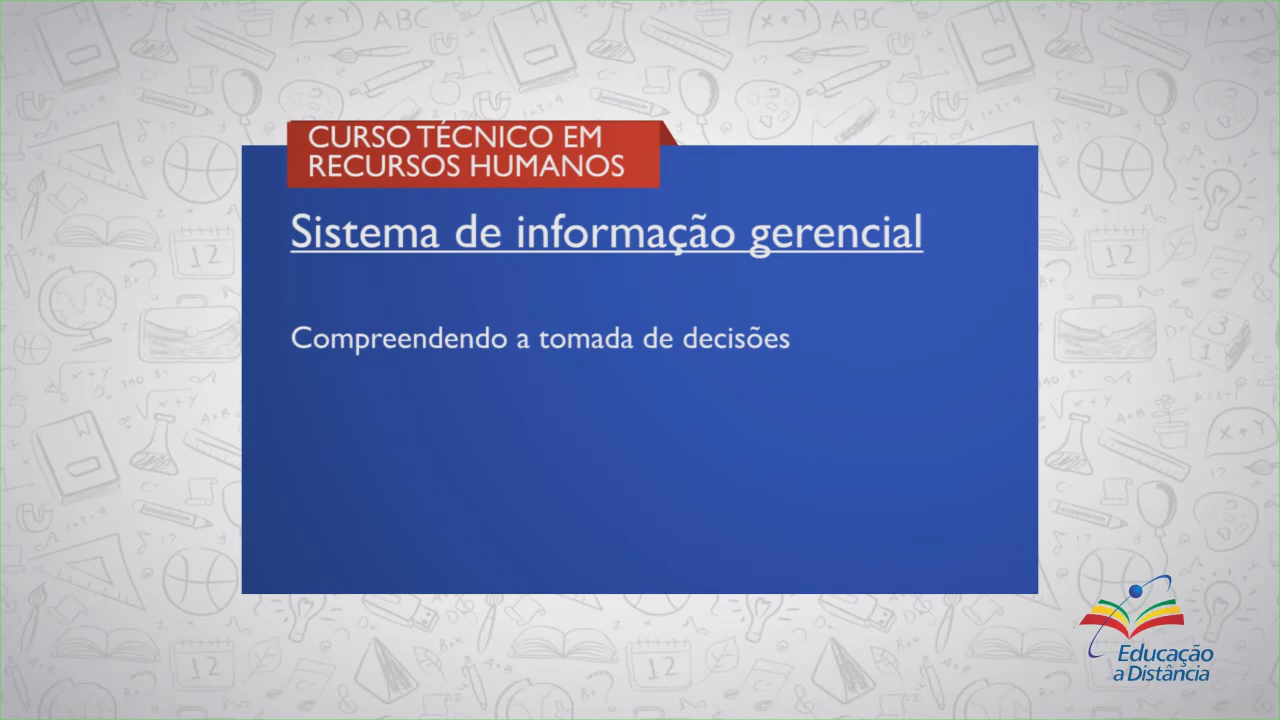 CURSO TÉCNICO EM
RECURSOS HUMANOS
Sistema de informação gerencial
Compreendendo a tomada de decisões
Educação
a Distância